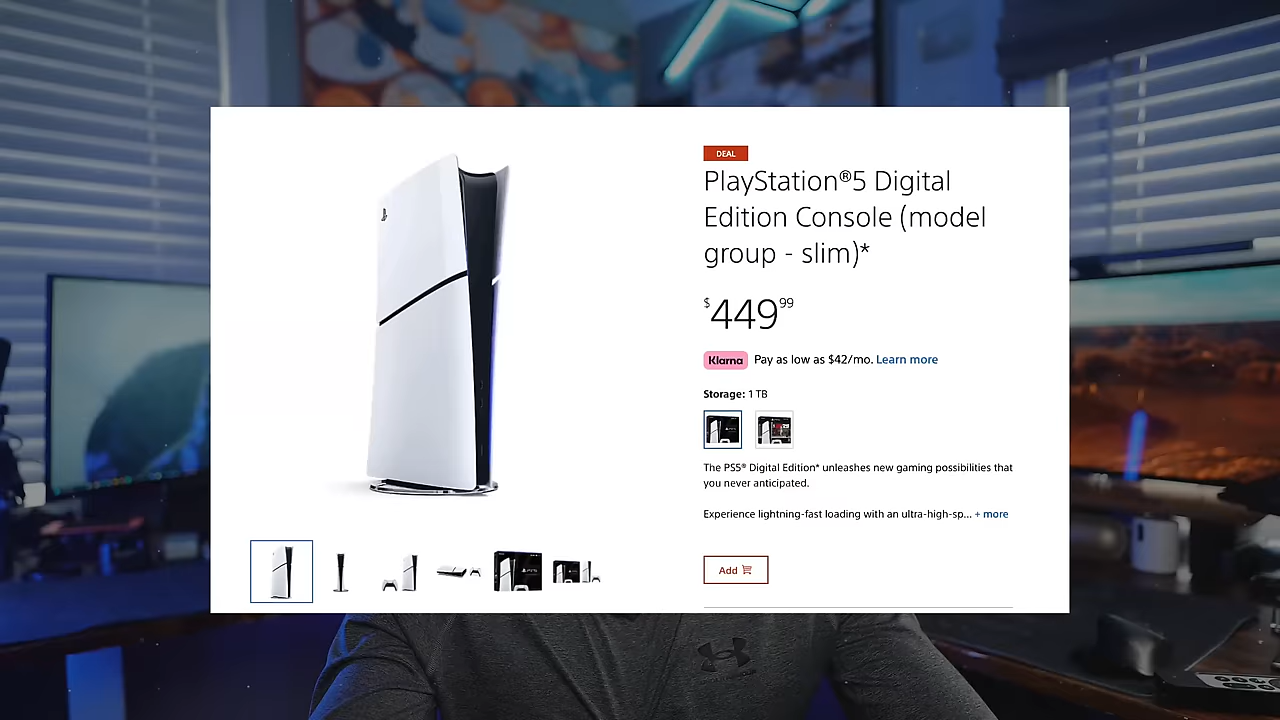 DEAL
PlayStation®5 Digital
Edition Console (model
group - slim)*
$449.99
Klarna Pay as low as $42/mo. Learn more
Storage: 1 TB
The PS5® Digital Edition* unleashes new gaming possibilities that
you never anticipated.
Experience lightning-fast loading with an ultra-high-sp... + more
Add